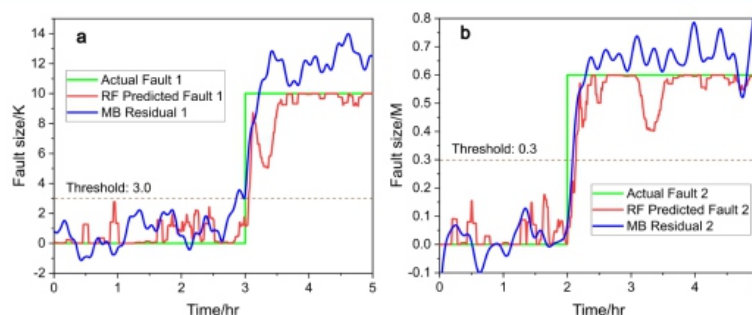 a
Actual Fault 1
RF Predicted Fault 1
MB Residual 1
Threshold: 3.0
Fault size/K
14
12
10
8
6
4
2
0
-2
0 1 2 3 4 5
Time/hr
b
Threshold: 0.3
Actual Fault 2
RF Predicted Fault 2
MB Residual 2
Fault size/M
0.8
0.7
0.6
0.5
0.4
0.3
0.2
0.1
0.0
-0.1
0 1 2 3 4
Time/hr